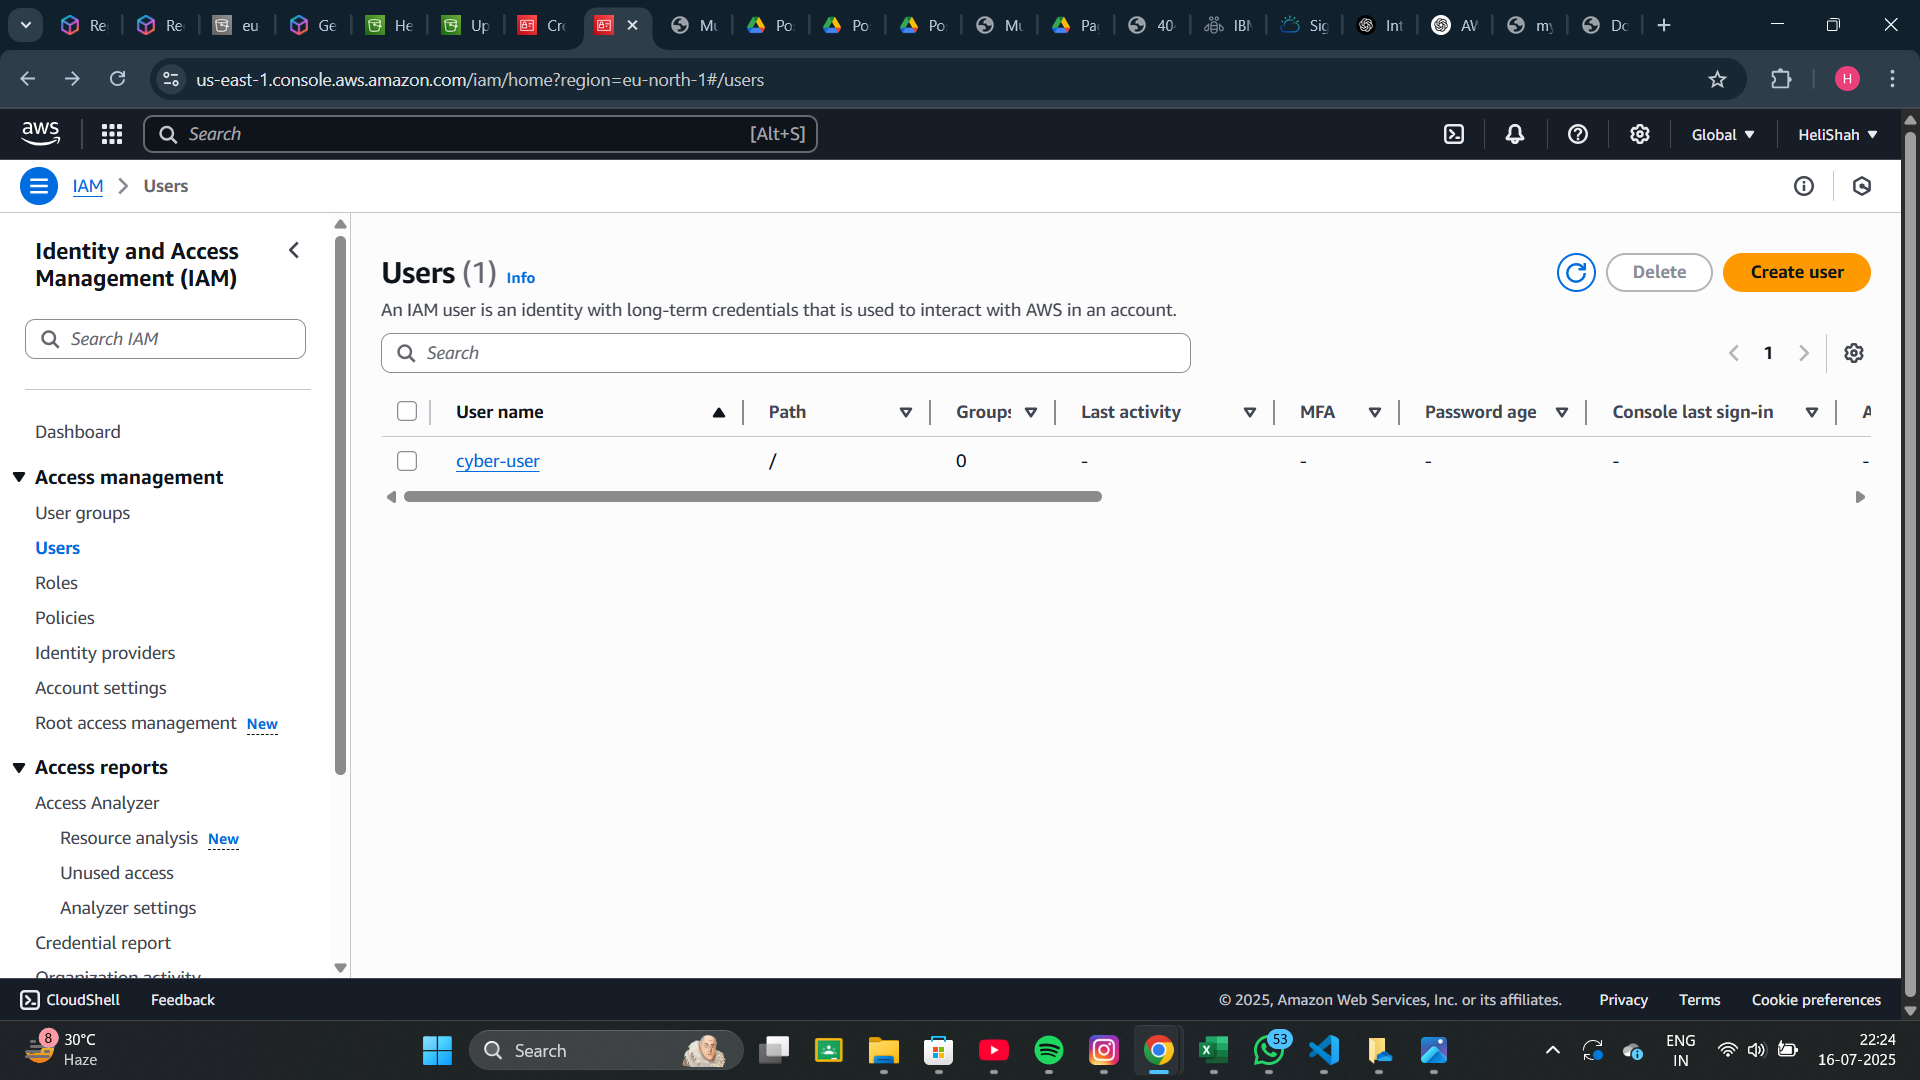 Re
Re
eu
Ge
He
Up
Cre
Mu
Po
Po
Po
Mu
Pac
40
IBM
Sig
Int
AW
my
Do
us-east-1.console.aws.amazon.com/iam/home?region=eu-north-1#/users
H
aws
Search
[Alt+S]
Global
HeliShah
IAM
Users
Identity and Access
Management (IAM)
Search IAM
Dashboard
Access management
User groups
Users
Roles
Policies
Identity providers
Account settings
Root access management New
Access reports
Access Analyzer
Resource analysis New
Unused access
Analyzer settings
Credential report
Organization activity
Users (1) Info
Delete
Create user
An IAM user is an identity with long-term credentials that is used to interact with AWS in an account.
Search
1
User name Path Groups Last activity MFA Password age Console last sign-in A
cyber-user / 0 - - - - -
CloudShell Feedback
© 2025, Amazon Web Services, Inc. or its affiliates. Privacy Terms Cookie preferences
8
30°C
Haze
Search
53
ENG
IN
22:24
16-07-2025